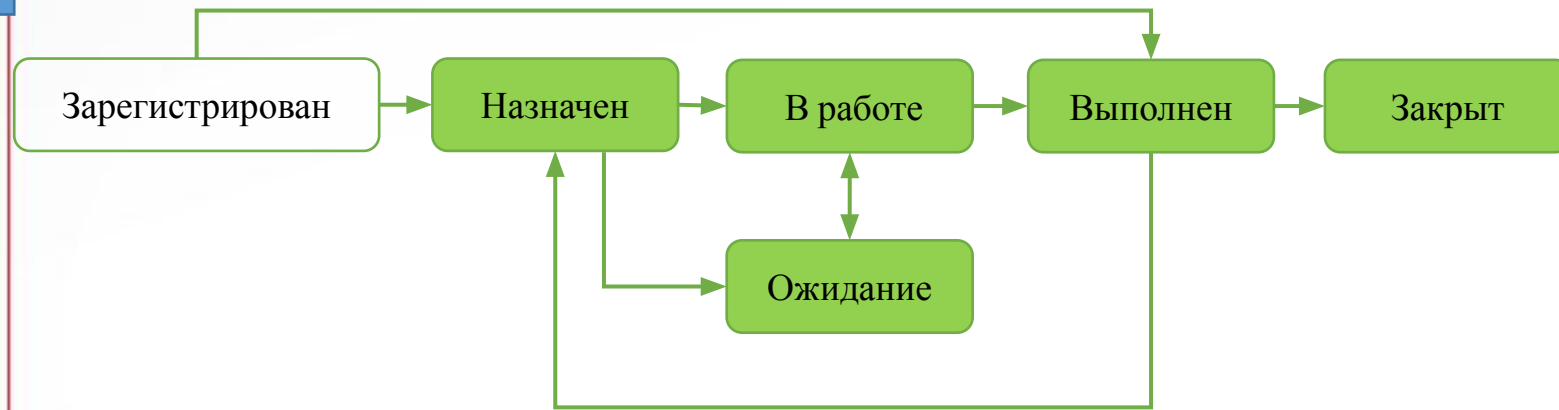 Зарегистрирован
Назначен
В работе
Выполнен
Закрыт
Ожидание